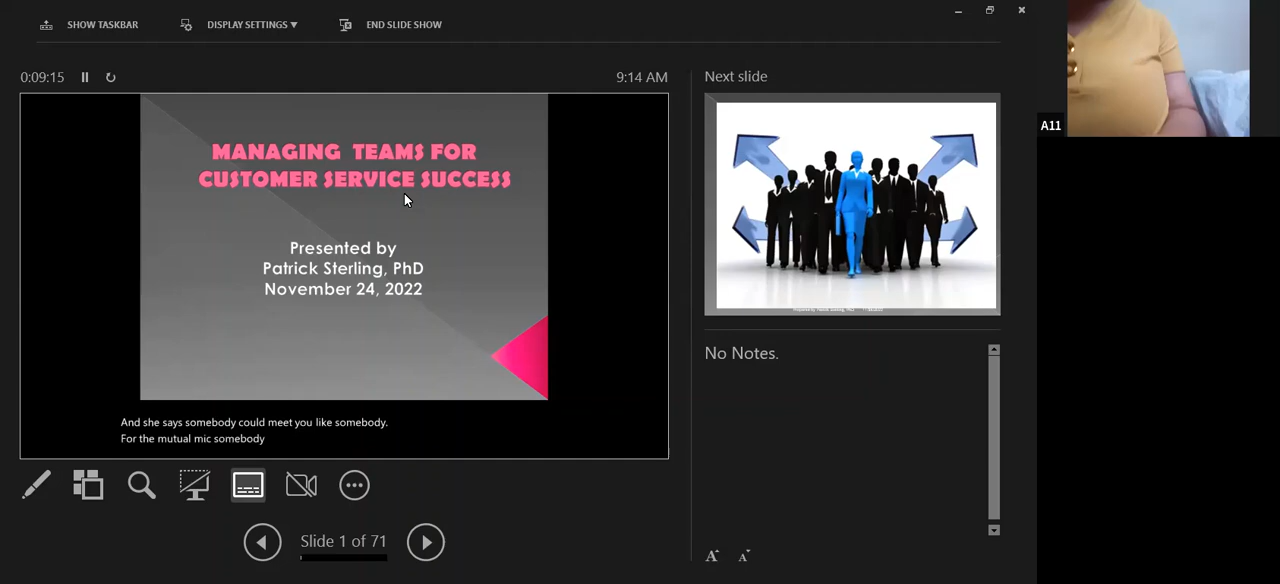 SHOW TASKBAR
DISPLAY SETTINGS ▼
END SLIDE SHOW
0:09:15
9:14 AM
Next slide
MANAGING TEAMS FOR
CUSTOMER SERVICE SUCCESS
Presented by
Patrick Sterling, PhD
November 24, 2022
A11
No Notes.
And she says somebody could meet you like somebody.
For the mutual mic somebody
Slide 1 of 71
A
A